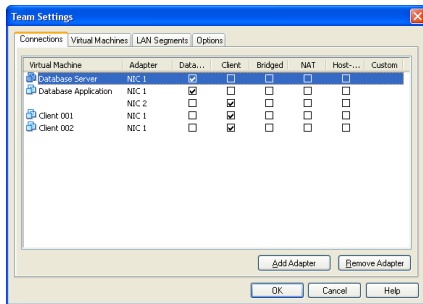 Team Settings
Connections Virtual Machines LAN Segments Options
Virtual Machine Adapter Data... Client Bridged NAT Host-... Custom
Database Server NIC 1
Database Application NIC 1
NIC 2
Client 001 NIC 1
Client 002 NIC 1
Add Adapter Remove Adapter
OK Cancel Help